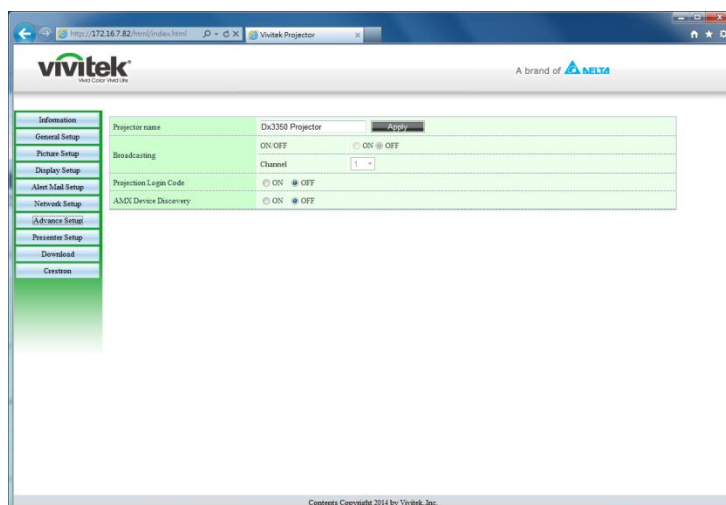 http://172.16.7.82/html/index.html
Vivitek Projector
vivitek
Vivid Color Vivid Life
A brand of DELTA
Information
General Setup
Picture Setup
Display Setup
Alert Mail Setup
Network Setup
Advance Setup
Presenter Setup
Download
Crestron
Projector name Dx3350 Projector Apply
Broadcasting
ON/OFF ON OFF
Channel 1
Projection Login Code ON OFF
AMX Device Discovery ON OFF
Contents Copyright 2014 by Vivitek, Inc.